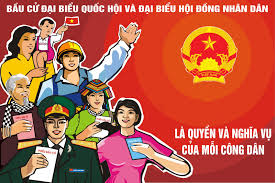 BẦU CỬ ĐẠI BIỂU QUỐC HỘI VÀ ĐẠI BIỂU HỘI ĐỒNG NHÂN DÂN
LÀ QUYỀN VÀ NGHĨA VỤ
CỦA MỖI CÔNG DÂN